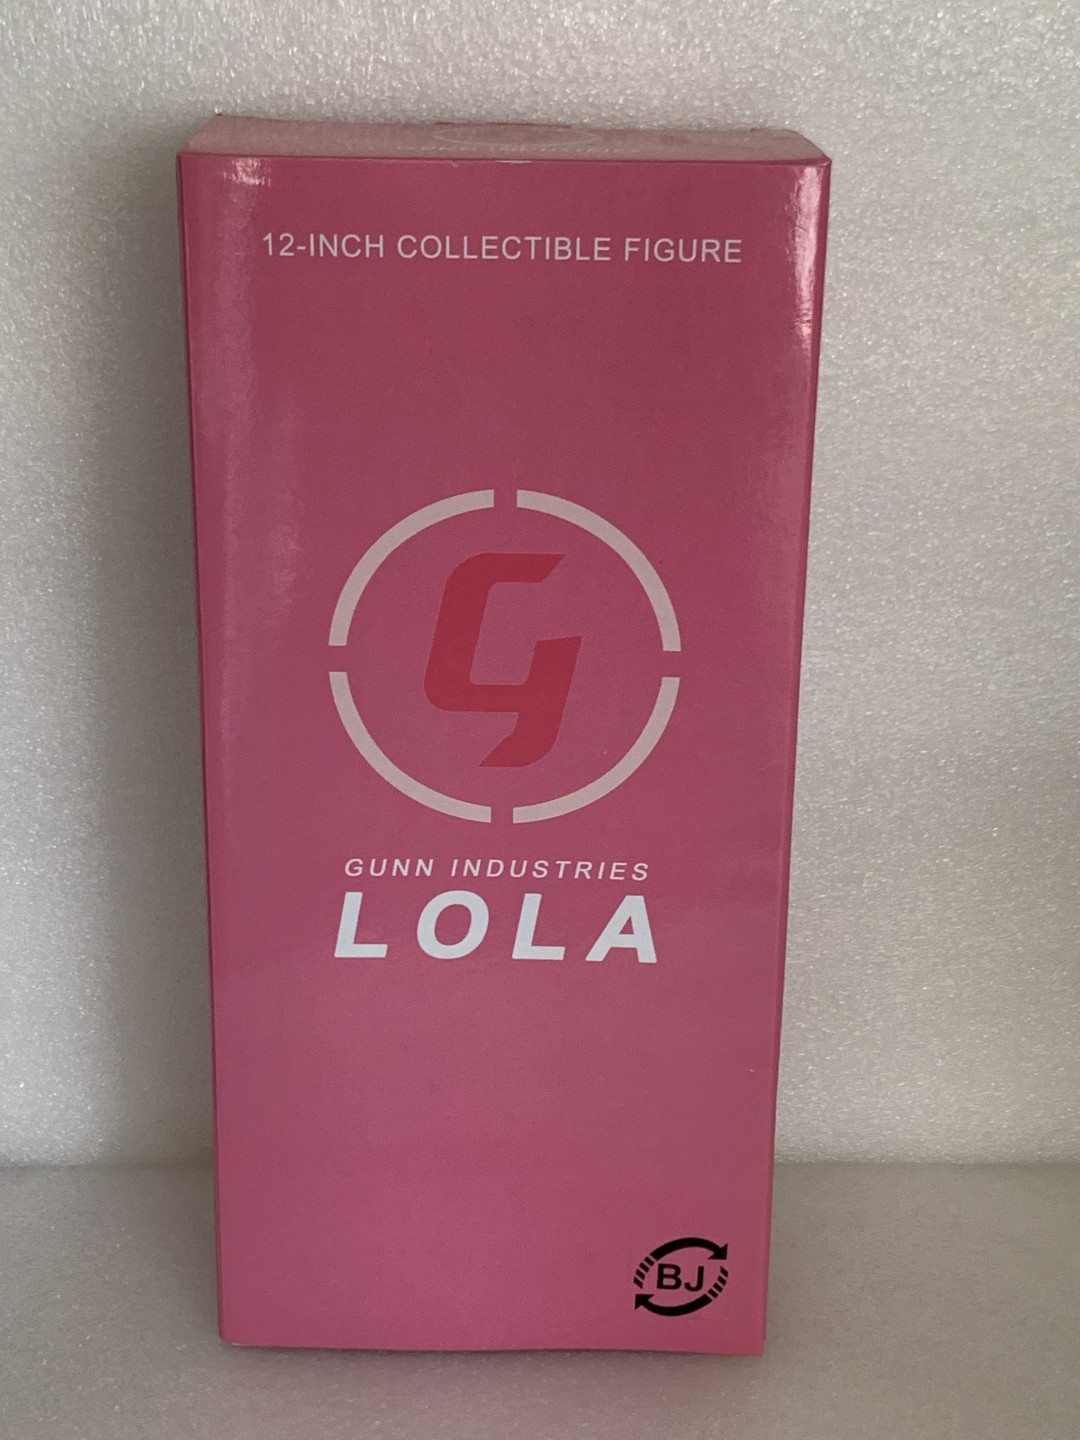 12-INCH COLLECTIBLE FIGURE
G
GUNN INDUSTRIES
LOLA
BJ